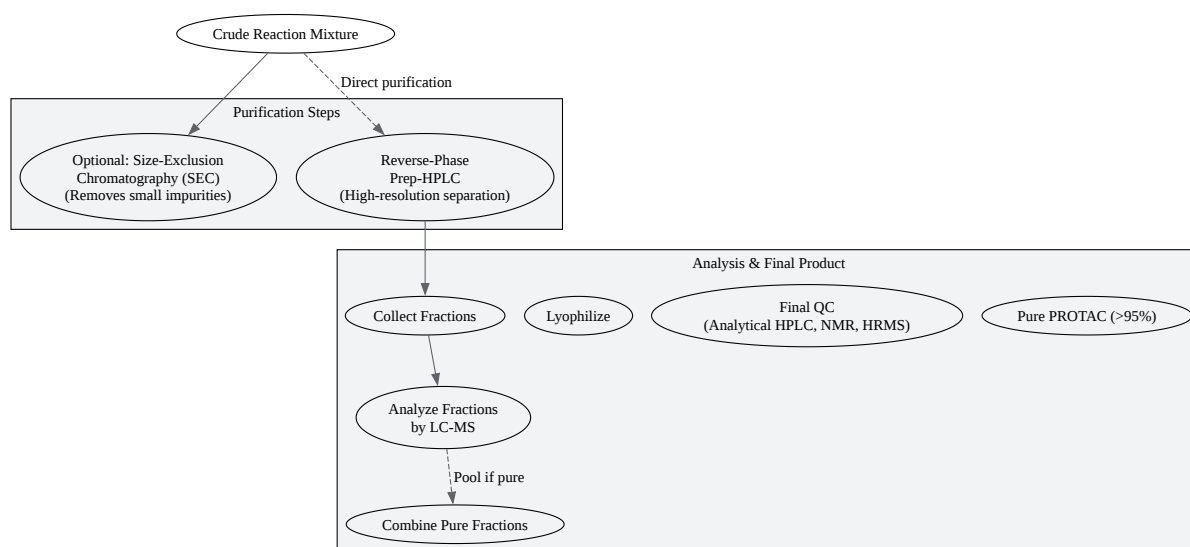 Crude Reaction Mixture
Direct purification
Purification Steps
Optional: Size-Exclusion
Chromatography (SEC)
(Removes small impurities)
Reverse-Phase
Prep-HPLC
(High-resolution separation)
Analysis & Final Product
Collect Fractions
Lyophilize
Final QC
(Analytical HPLC, NMR, HRMS)
Pure PROTAC (>95%)
Analyze Fractions
by LC-MS
Pool if pure
Combine Pure Fractions